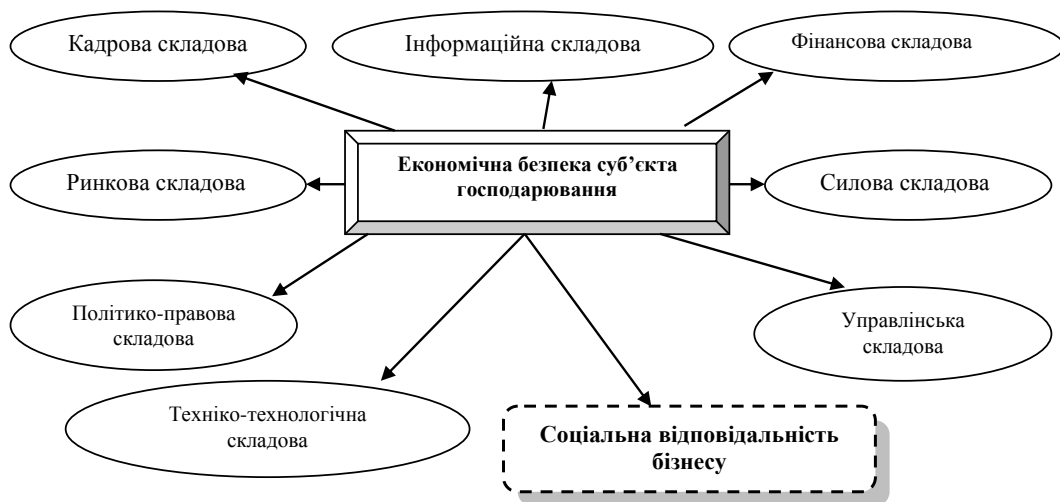 Кадрова складова
Інформаційна складова
Фінансова складова
Економічна безпека суб’єкта
господарювання
Ринкова складова
Силова складова
Політико-правова
складова
Управлінська
складова
Техніко-технологічна
складова
Соціальна відповідальність
бізнесу